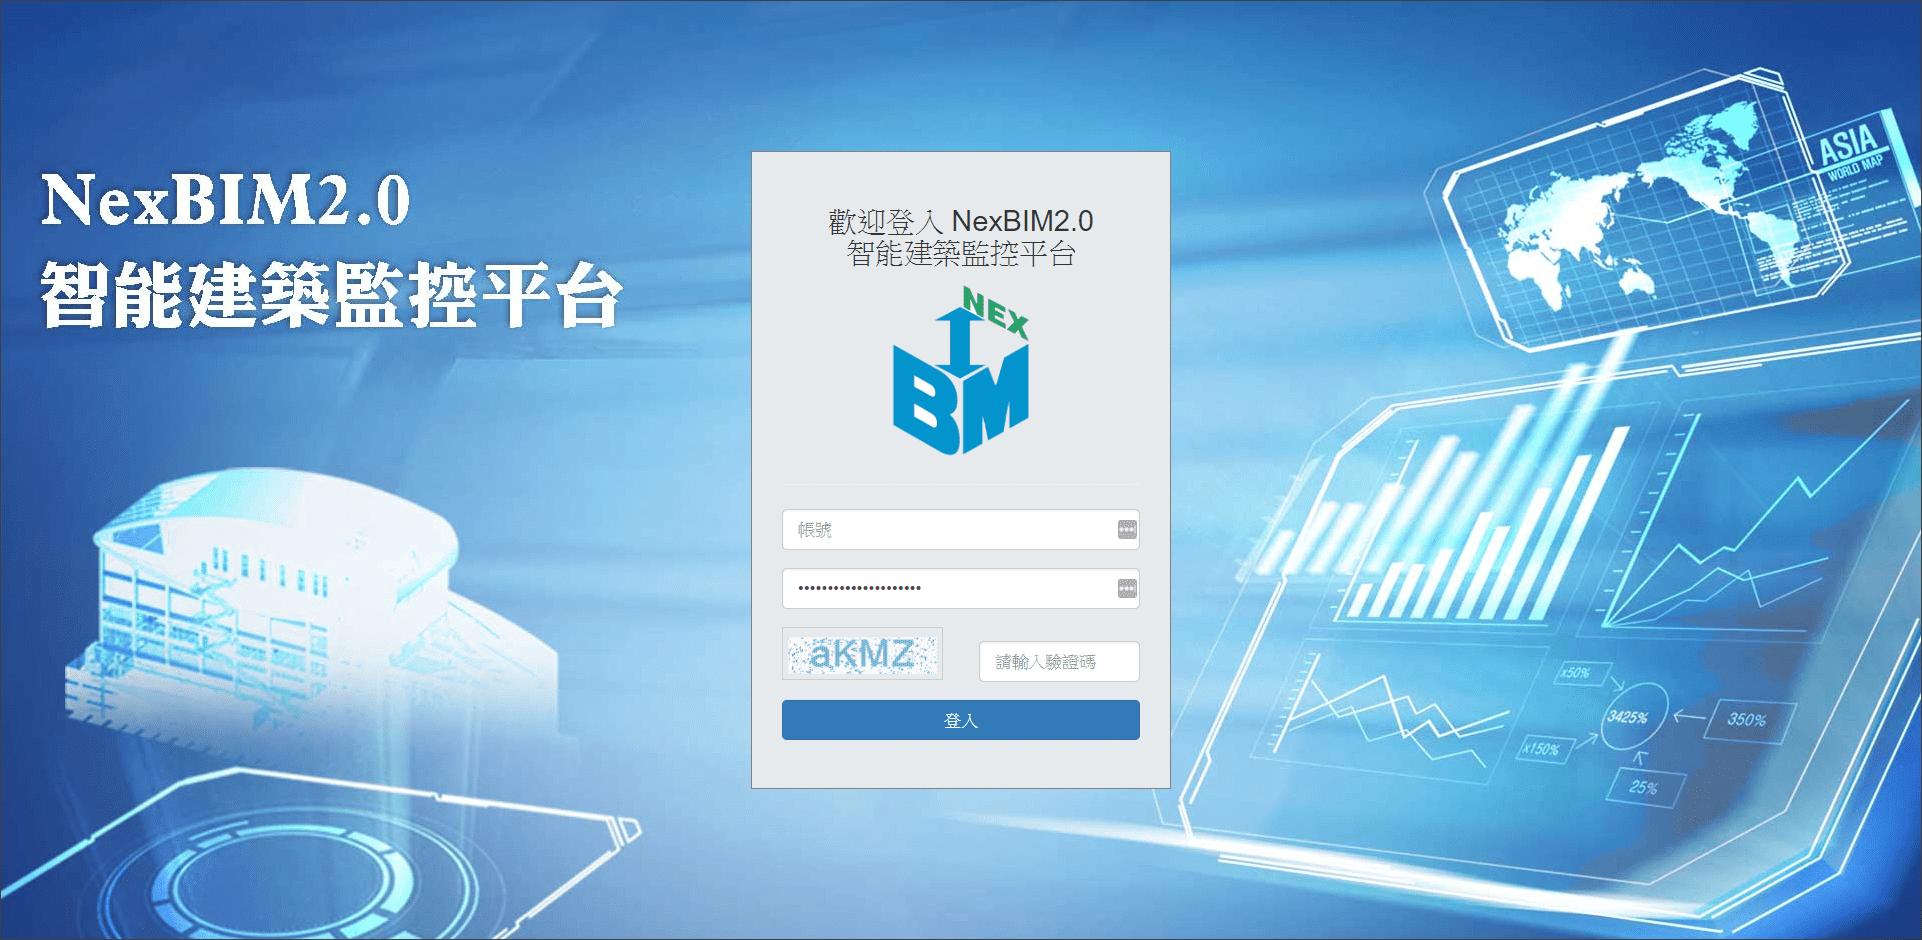 NexBIM2.0
智能建築監控平台
歡迎登入 NexBIM2.0
智能建築監控平台
NEX
BM
帳號
請輸入驗證碼
登入
ASIA
WORLD MAP
x50%
3425%
350%
x150%
25%